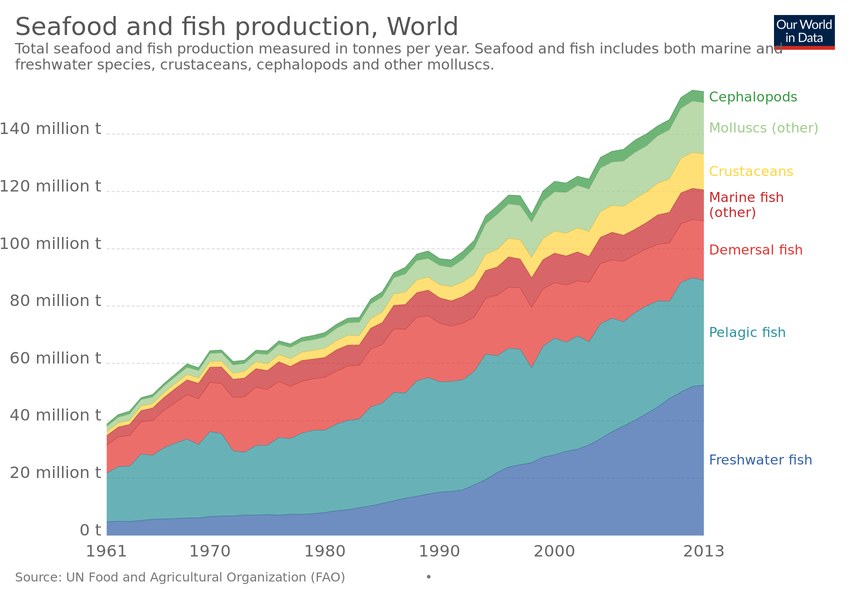 Seafood and fish production, World
Our World
in Data
Total seafood and fish production measured in tonnes per year. Seafood and fish includes both marine and
freshwater species, crustaceans, cephalopods and other molluscs.
140 million t
120 million t
100 million t
80 million t
60 million t
40 million t
20 million t
0 t
Cephalopods
Molluscs (other)
Crustaceans
Marine fish
(other)
Demersal fish
Pelagic fish
Freshwater fish
1961
1970
1980
1990
2000
2013
Source: UN Food and Agricultural Organization (FAO)
•